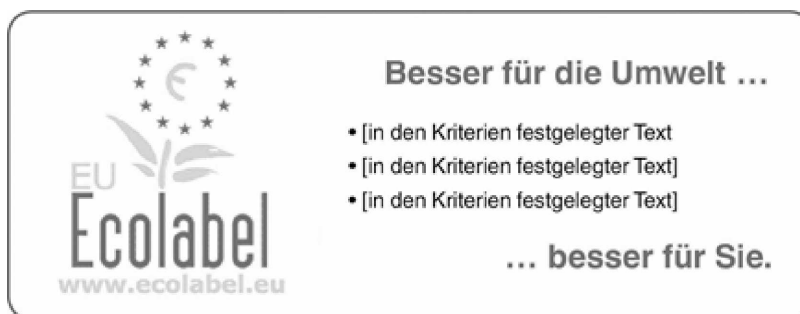 Besser für die Umwelt …
• [in den Kriterien festgelegter Text
• [in den Kriterien festgelegter Text]
• [in den Kriterien festgelegter Text]
… besser für Sie.
EU
Ecolabel
www.ecolabel.eu